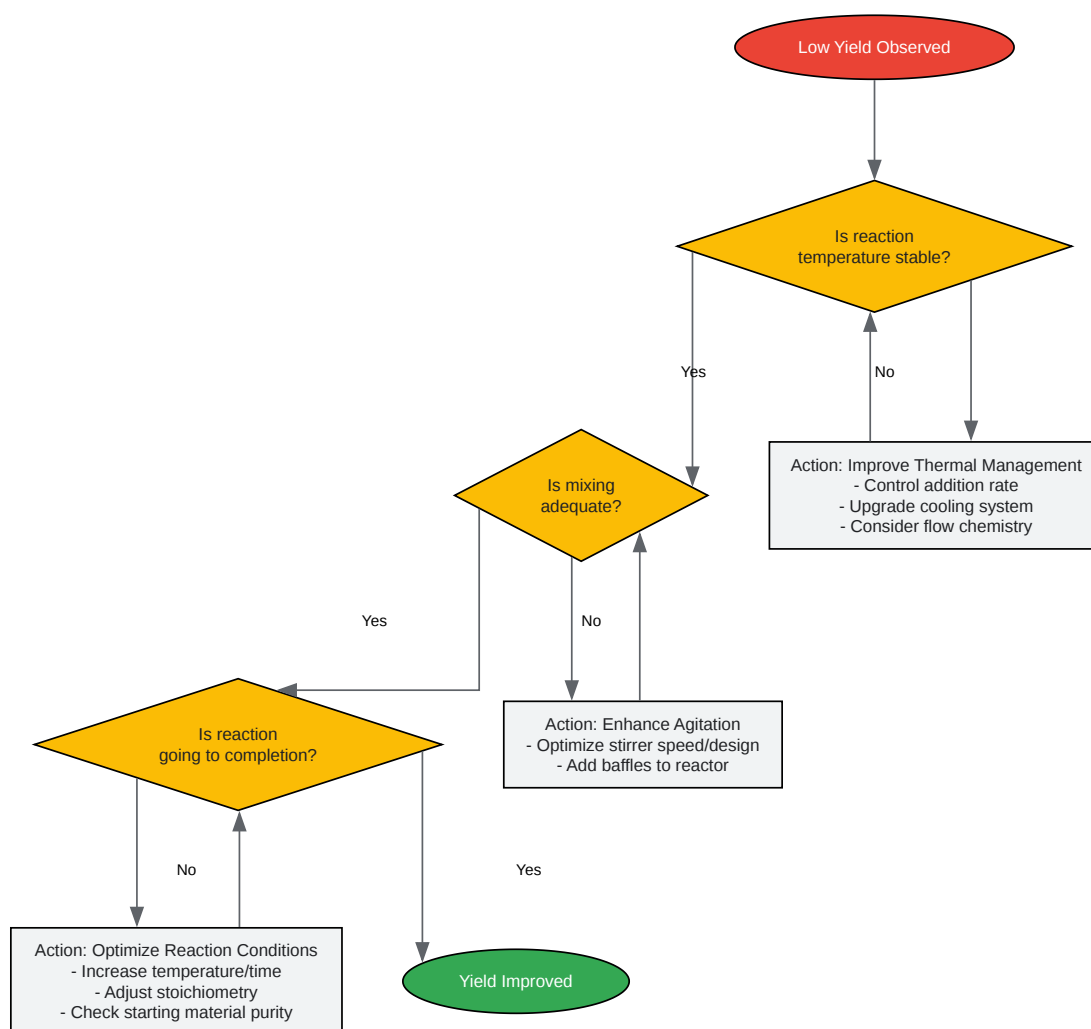 Low Yield Observed
Is reaction
temperature stable?
Yes
No
Action: Improve Thermal Management
- Control addition rate
- Upgrade cooling system
- Consider flow chemistry
Is mixing
adequate?
Yes
No
Action: Enhance Agitation
- Optimize stirrer speed/design
- Add baffles to reactor
Is reaction
going to completion?
No
Yes
Action: Optimize Reaction Conditions
- Increase temperature/time
- Adjust stoichiometry
- Check starting material purity
Yield Improved